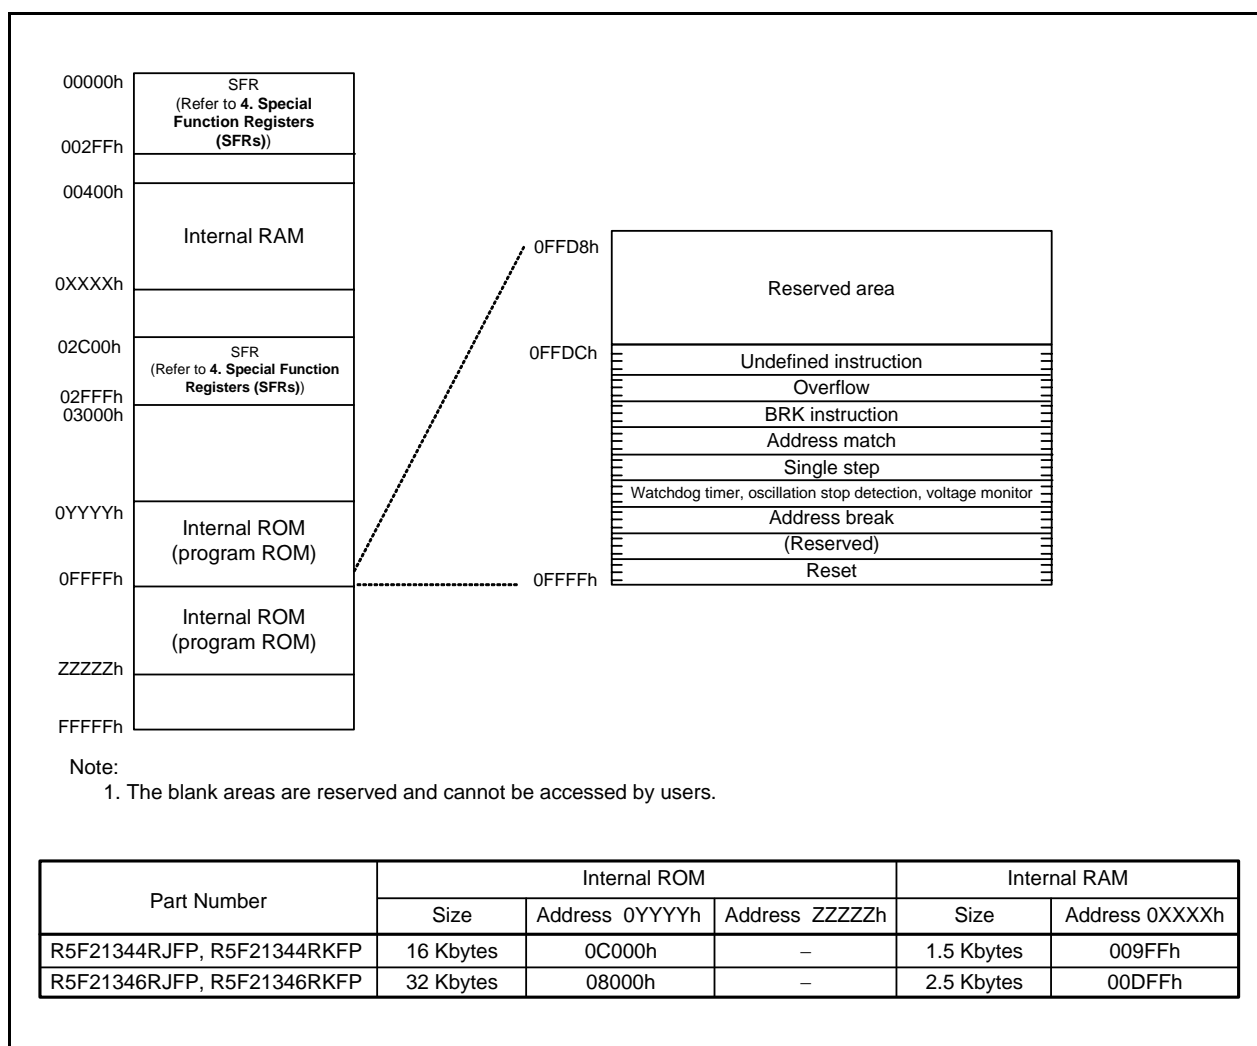 00000h
SFR
(Refer to 4. Special
Function Registers
(SFRs))
002FFh
00400h
Internal RAM
0XXXXh
02C00h
SFR
(Refer to 4. Special Function
Registers (SFRs))
02FFFh
03000h
0YYYYh
Internal ROM
(program ROM)
0FFFFh
Internal ROM
(program ROM)
ZZZZZh
FFFFFh
0FFD8h
Reserved area
0FFDCh
Undefined instruction
Overflow
BRK instruction
Address match
Single step
Watchdog timer, oscillation stop detection, voltage monitor
Address break
(Reserved)
Reset
0FFFFh
Note:
1. The blank areas are reserved and cannot be accessed by users.
Part Number Internal ROM Internal RAM
Size Address 0YYYYh Address ZZZZZh Size Address 0XXXXh
R5F21344RJFP, R5F21344RKFP 16 Kbytes 0C000h – 1.5 Kbytes 009FFh
R5F21346RJFP, R5F21346RKFP 32 Kbytes 08000h – 2.5 Kbytes 00DFFh